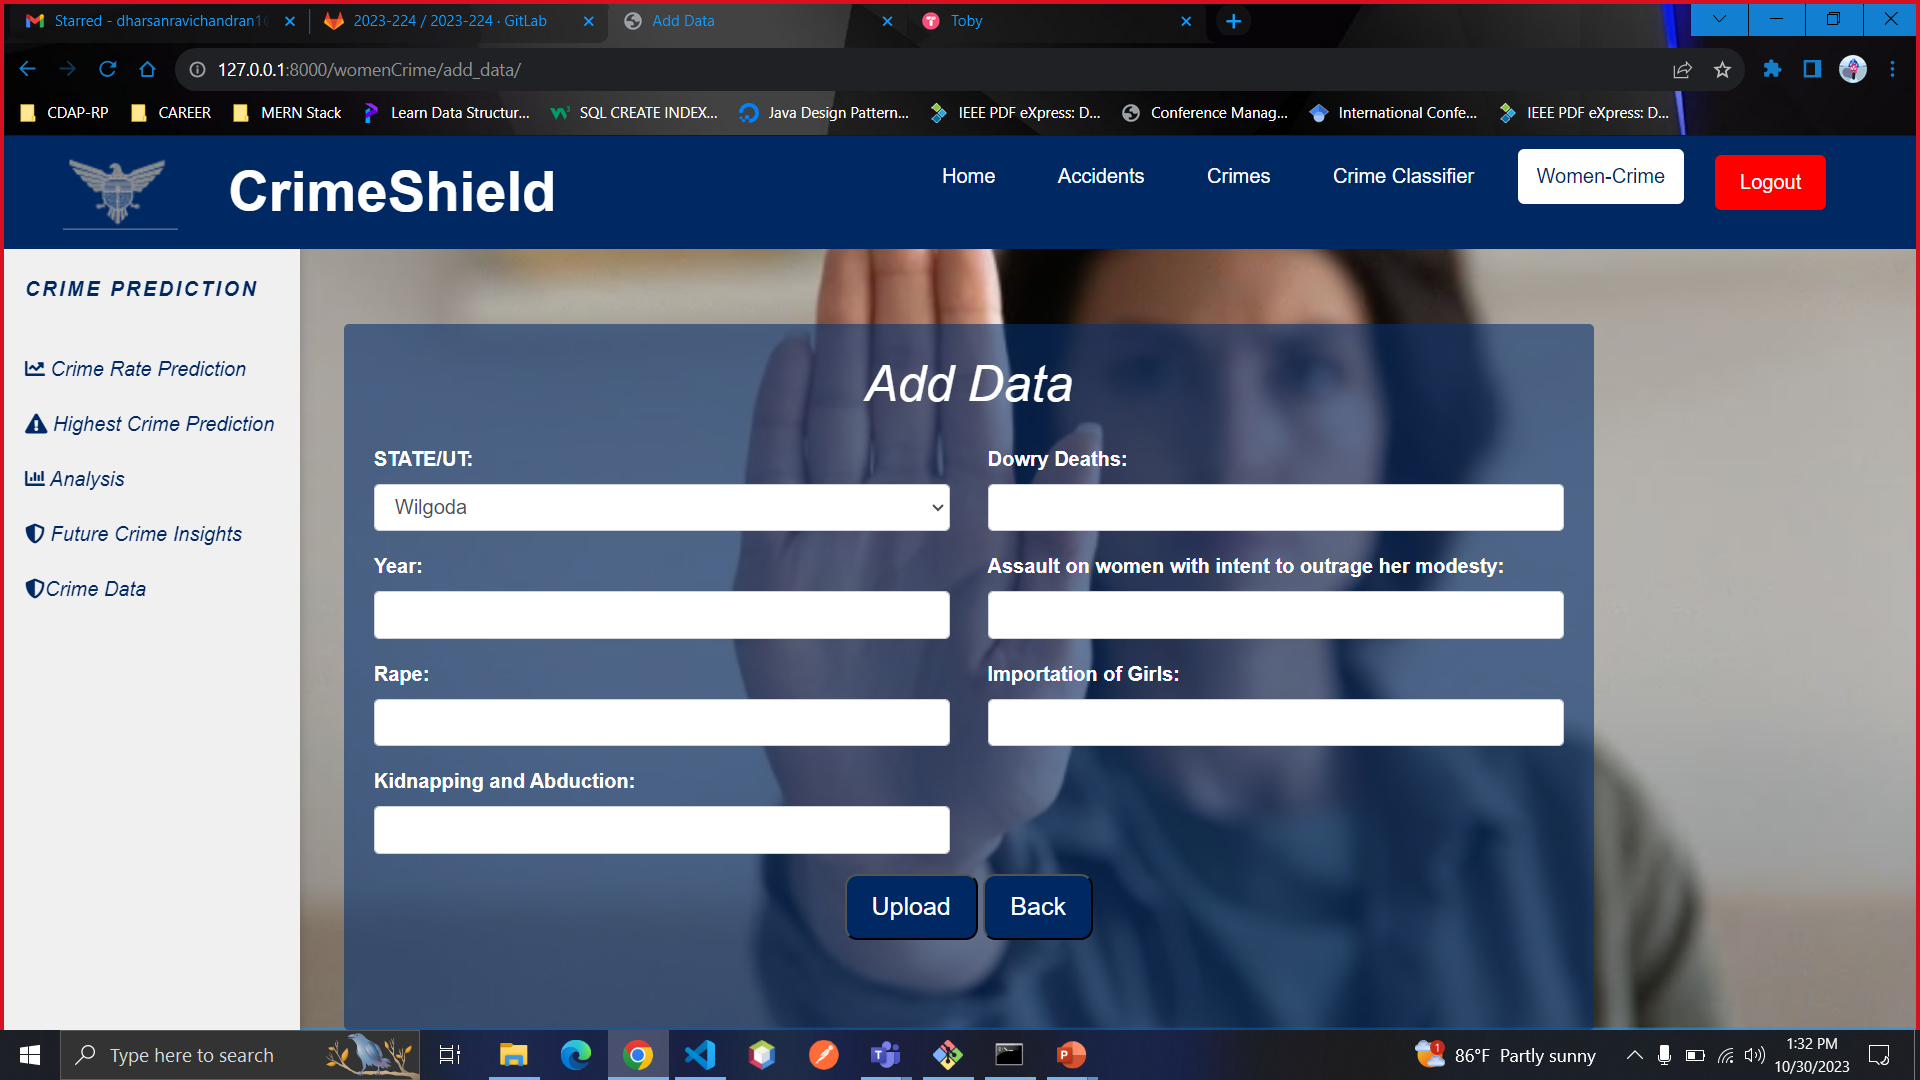 Starred - dharsanravichandran1
2023-224 / 2023-224 · GitLab
Add Data
Toby
127.0.0.1:8000/womenCrime/add_data/
CDAP-RP
CAREER
MERN Stack
Learn Data Structur...
SQL CREATE INDEX...
Java Design Pattern...
IEEE PDF eXpress: D...
Conference Manag...
International Confe...
IEEE PDF eXpress: D...
CrimeShield
Home
Accidents
Crimes
Crime Classifier
Women-Crime
Logout
CRIME PREDICTION
Crime Rate Prediction
Highest Crime Prediction
Analysis
Future Crime Insights
Crime Data
Add Data
STATE/UT:
Wilgoda
Year:
Rape:
Kidnapping and Abduction:
Dowry Deaths:
Assault on women with intent to outrage her modesty:
Importation of Girls:
Upload
Back
Type here to search
1
86°F Partly sunny
1:32 PM
10/30/2023